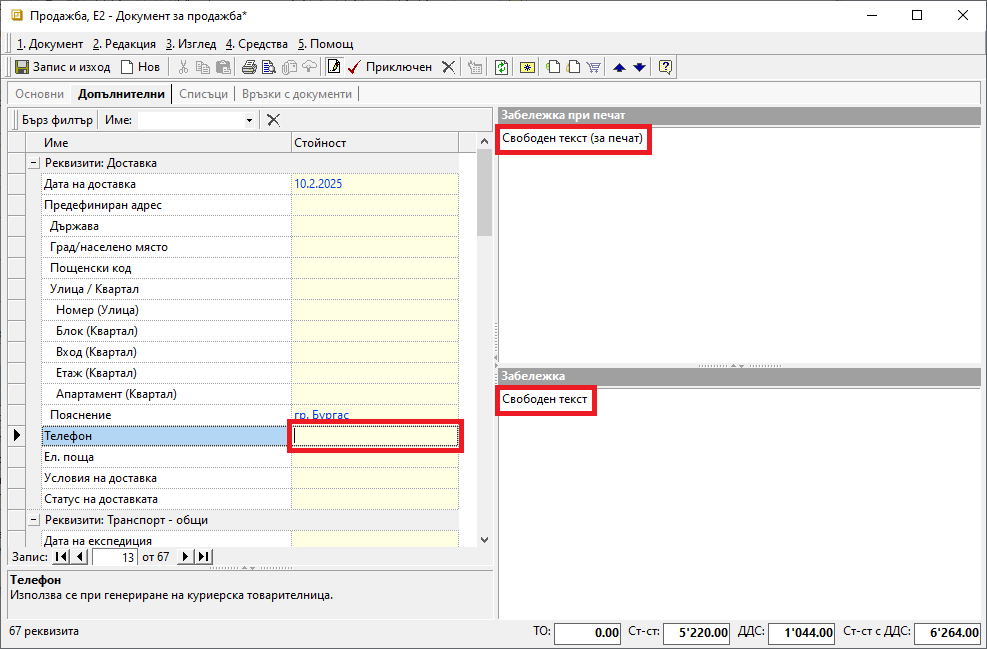 Продажба, E2 - Документ за продажба*
1. Документ 2. Редакция 3. Изглед 4. Средства 5. Помощ
Запис и изход Нов Приключен
Основни Допълнителни Списъци Връзки с документи
Бърз филтър Име:
Име Стойност
Реквизити: Доставка
Дата на доставка 10.2.2025
Предефиниран адрес
Държава
Град/населено място
Пощенски код
Улица / Квартал
Номер (Улица)
Блок (Квартал)
Вход (Квартал)
Етаж (Квартал)
Апартамент (Квартал)
Пояснение гр. Бургас
Телефон
Ел. поща
Условия на доставка
Статус на доставката
Реквизити: Транспорт - общи
Дата на експедиция
Запис: 13 от 67
Телефон
Използва се при генериране на куриерска товарителница.
Забележка при печат
Свободен текст (за печат)
Забележка
Свободен текст
67 реквизита ТО: 0.00 Ст-ст: 5'220.00 ДДС: 1'044.00 Ст-ст с ДДС: 6'264.00